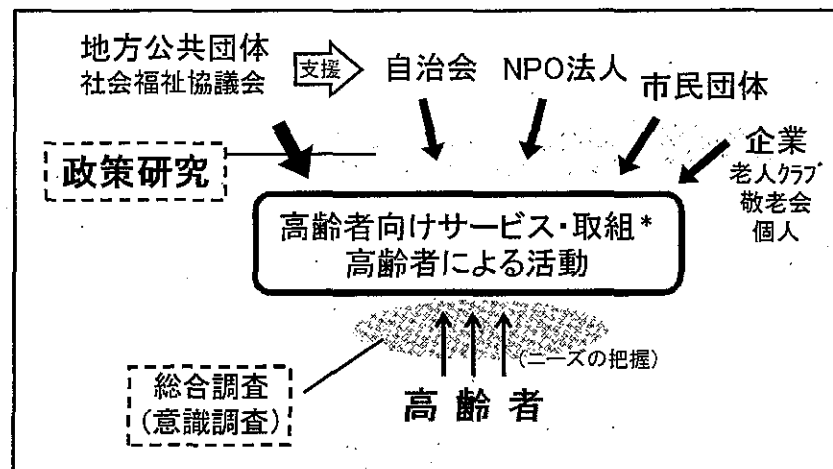 地方公共団体
社会福祉協議会
支援
自治会
NPO法人
市民団体
企業
老人クラブ
敬老会
個人
政策研究
高齢者向けサービス・取組*
高齢者による活動
(ニーズの把握)
総合調査
(意識調査)
高齢者